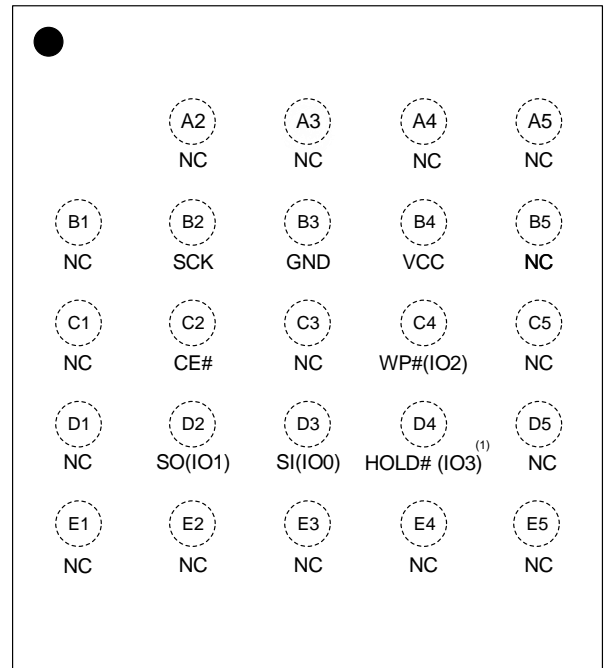 A2 A3 A4 A5
NC NC NC NC
B1 B2 B3 B4 B5
NC SCK GND VCC NC
C1 C2 C3 C4 C5
NC CE# NC WP#(IO2) NC
D1 D2 D3 D4 D5
NC SO(IO1) SI(IO0) HOLD# (IO3)(1) NC
E1 E2 E3 E4 E5
NC NC NC NC NC